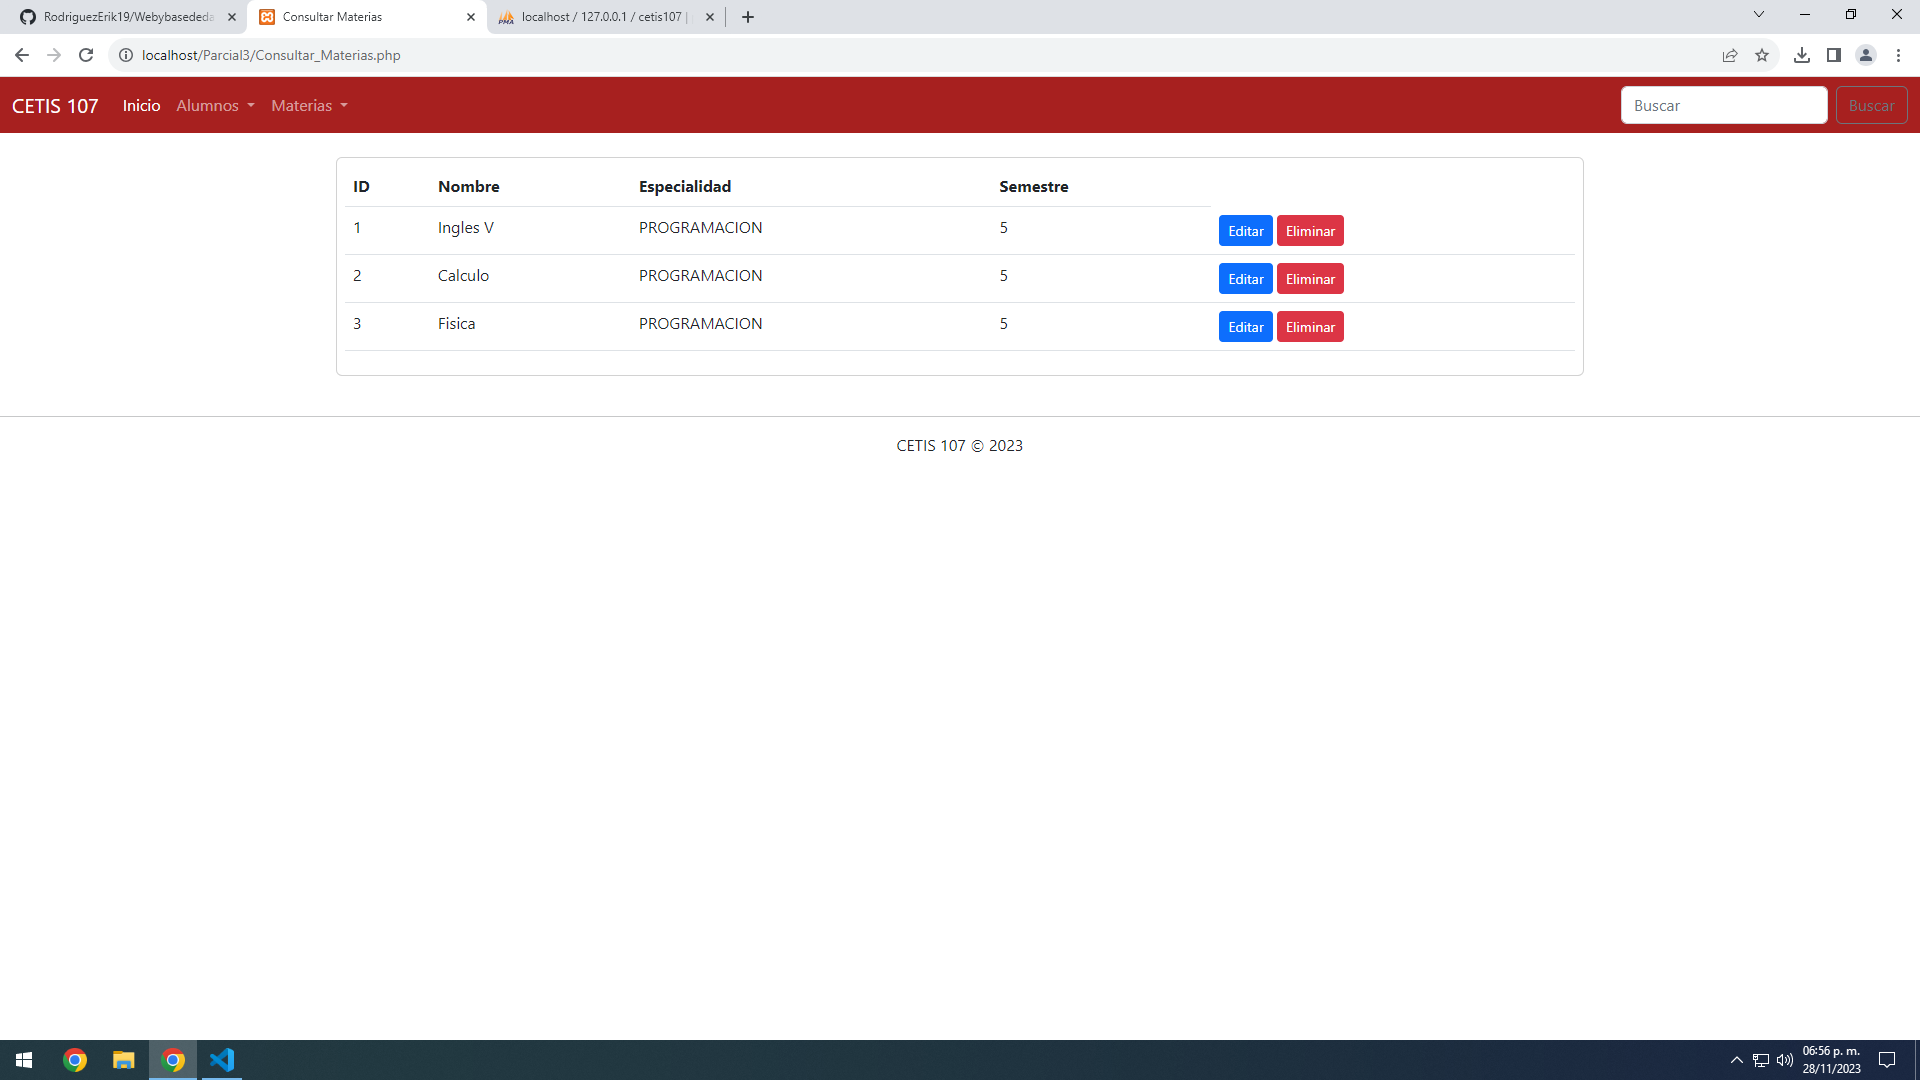 RodriguezErik19/Webybasededa
Consultar Materias
localhost / 127.0.0.1 / cetis107 |
localhost/Parcial3/Consultar_Materias.php
CETIS 107 Inicio Alumnos Materias Buscar Buscar
ID Nombre Especialidad Semestre
1 Ingles V PROGRAMACION 5 Editar Eliminar
2 Calculo PROGRAMACION 5 Editar Eliminar
3 Fisica PROGRAMACION 5 Editar Eliminar
CETIS 107 © 2023
06:56 p. m.
28/11/2023